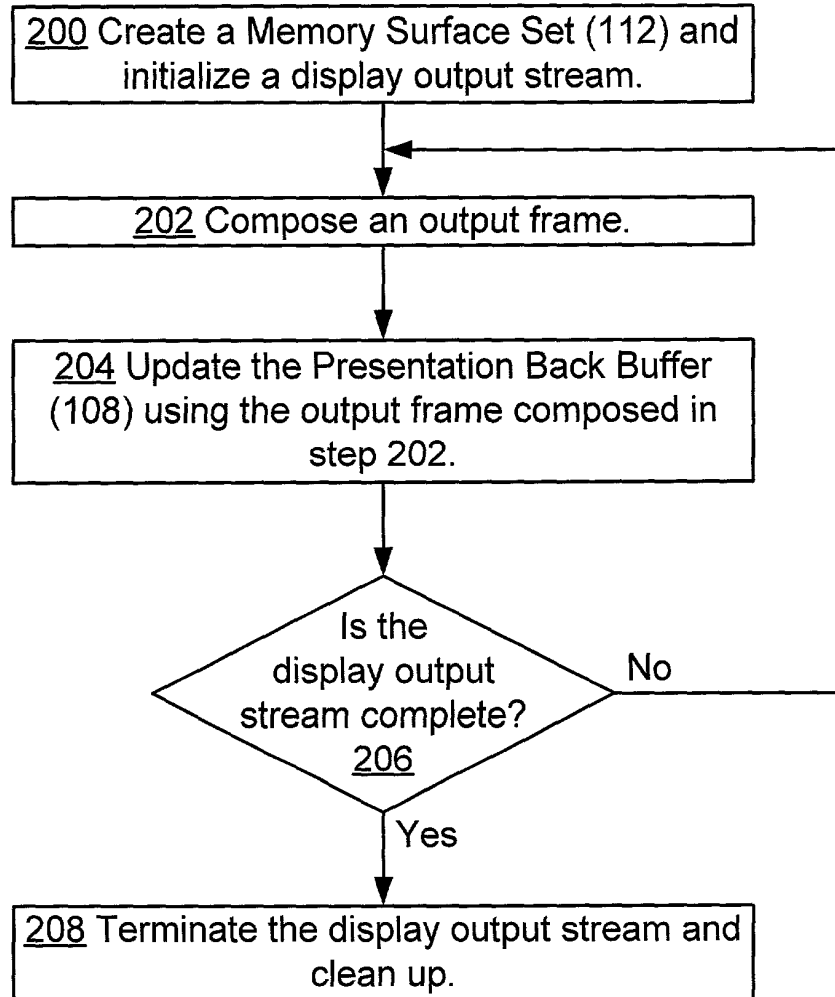 200 Create a Memory Surface Set (112) and
initialize a display output stream.
202 Compose an output frame.
204 Update the Presentation Back Buffer
(108) using the output frame composed in
step 202.
Is the
display output
stream complete?
206
No
Yes
208 Terminate the display output stream and
clean up.